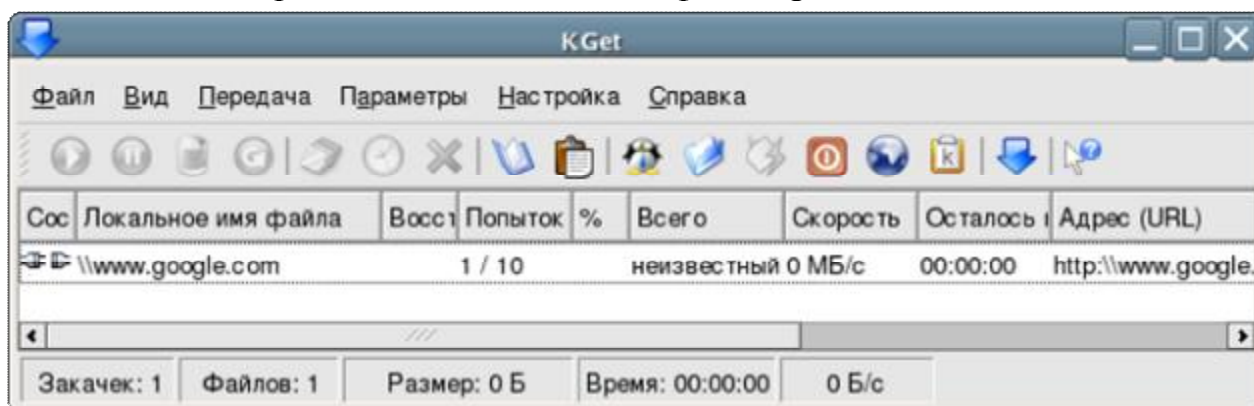 KGet
Файл Вид Передача Параметры Настройка Справка
Сос Локальное имя файла Восст Попыток % Всего Скорость Осталось Адрес (URL)
\\www.google.com 1 / 10 неизвестный 0 МБ/с 00:00:00 http:\\www.google.
Закачек: 1 Файлов: 1 Размер: 0 Б Время: 00:00:00 0 Б/с